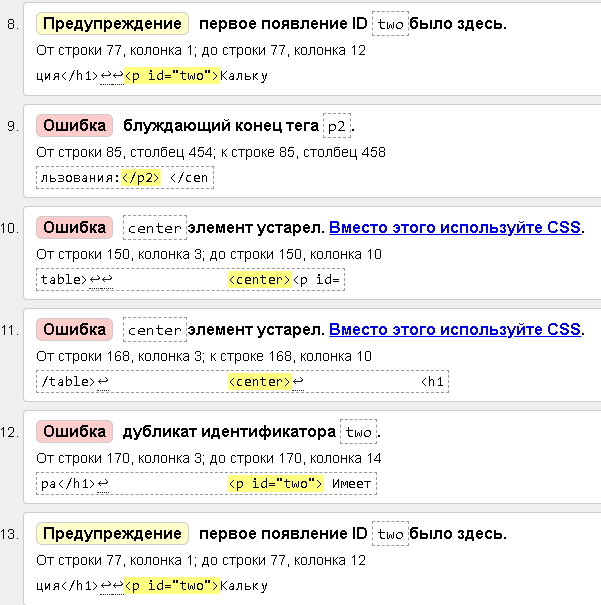 8. Предупреждение первое появление ID two было здесь.
От строки 77, колонка 1; до строки 77, колонка 12
ция</h1>↩↩<p id="two">Кальку
9. Ошибка блуждающий конец тега p2.
От строки 85, столбец 454; к строке 85, столбец 458
льзования:</p2> </cen
10. Ошибка center элемент устарел. Вместо этого используйте CSS.
От строки 150, колонка 3; до строки 150, колонка 10
table>↩↩ <center><p id=
11. Ошибка center элемент устарел. Вместо этого используйте CSS.
От строки 168, колонка 3; к строке 168, колонка 10
/table>↩ <center>↩ <h1
12. Ошибка дубликат идентификатора two.
От строки 170, колонка 3; до строки 170, колонка 14
ра</h1>↩ <p id="two"> Имеет
13. Предупреждение первое появление ID two было здесь.
От строки 77, колонка 1; до строки 77, колонка 12
ция</h1>↩↩<p id="two">Кальку